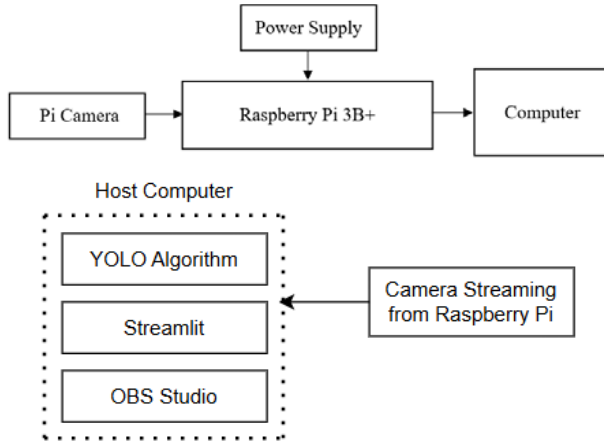 Power Supply
Pi Camera
Raspberry Pi 3B+
Computer
Host Computer
YOLO Algorithm
Streamlit
OBS Studio
Camera Streaming
from Raspberry Pi